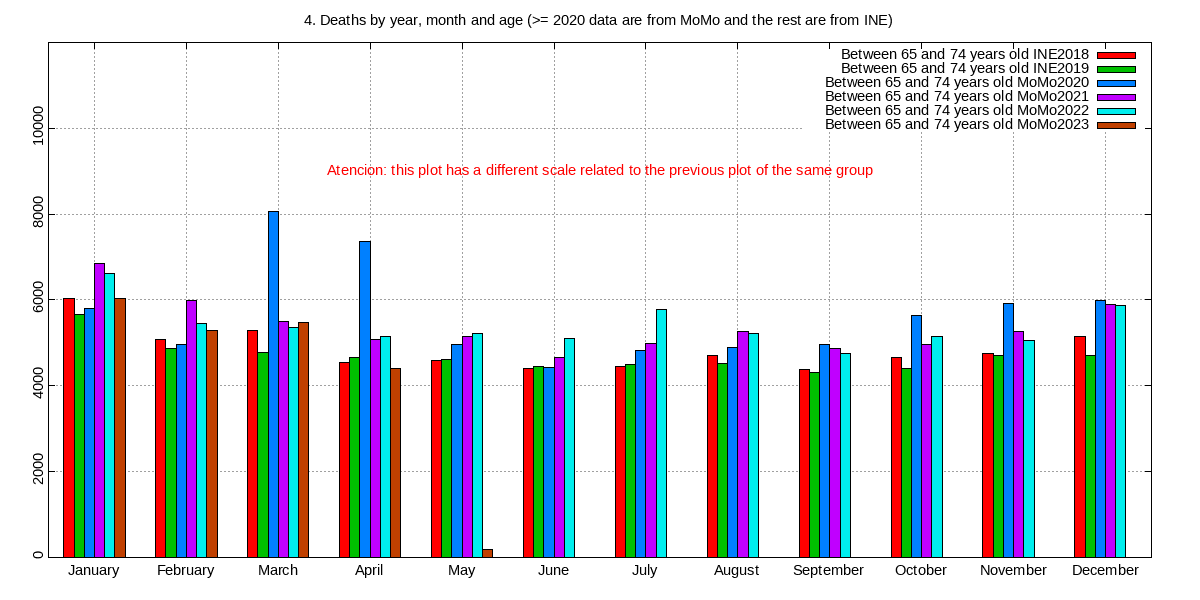 4. Deaths by year, month and age (>= 2020 data are from MoMo and the rest are from INE)
Between 65 and 74 years old INE2018
Between 65 and 74 years old INE2019
Between 65 and 74 years old MoMo2020
Between 65 and 74 years old MoMo2021
Between 65 and 74 years old MoMo2022
Between 65 and 74 years old MoMo2023
Atencion: this plot has a different scale related to the previous plot of the same group
10000
8000
6000
4000
2000
0
January February March April May June July August September October November December